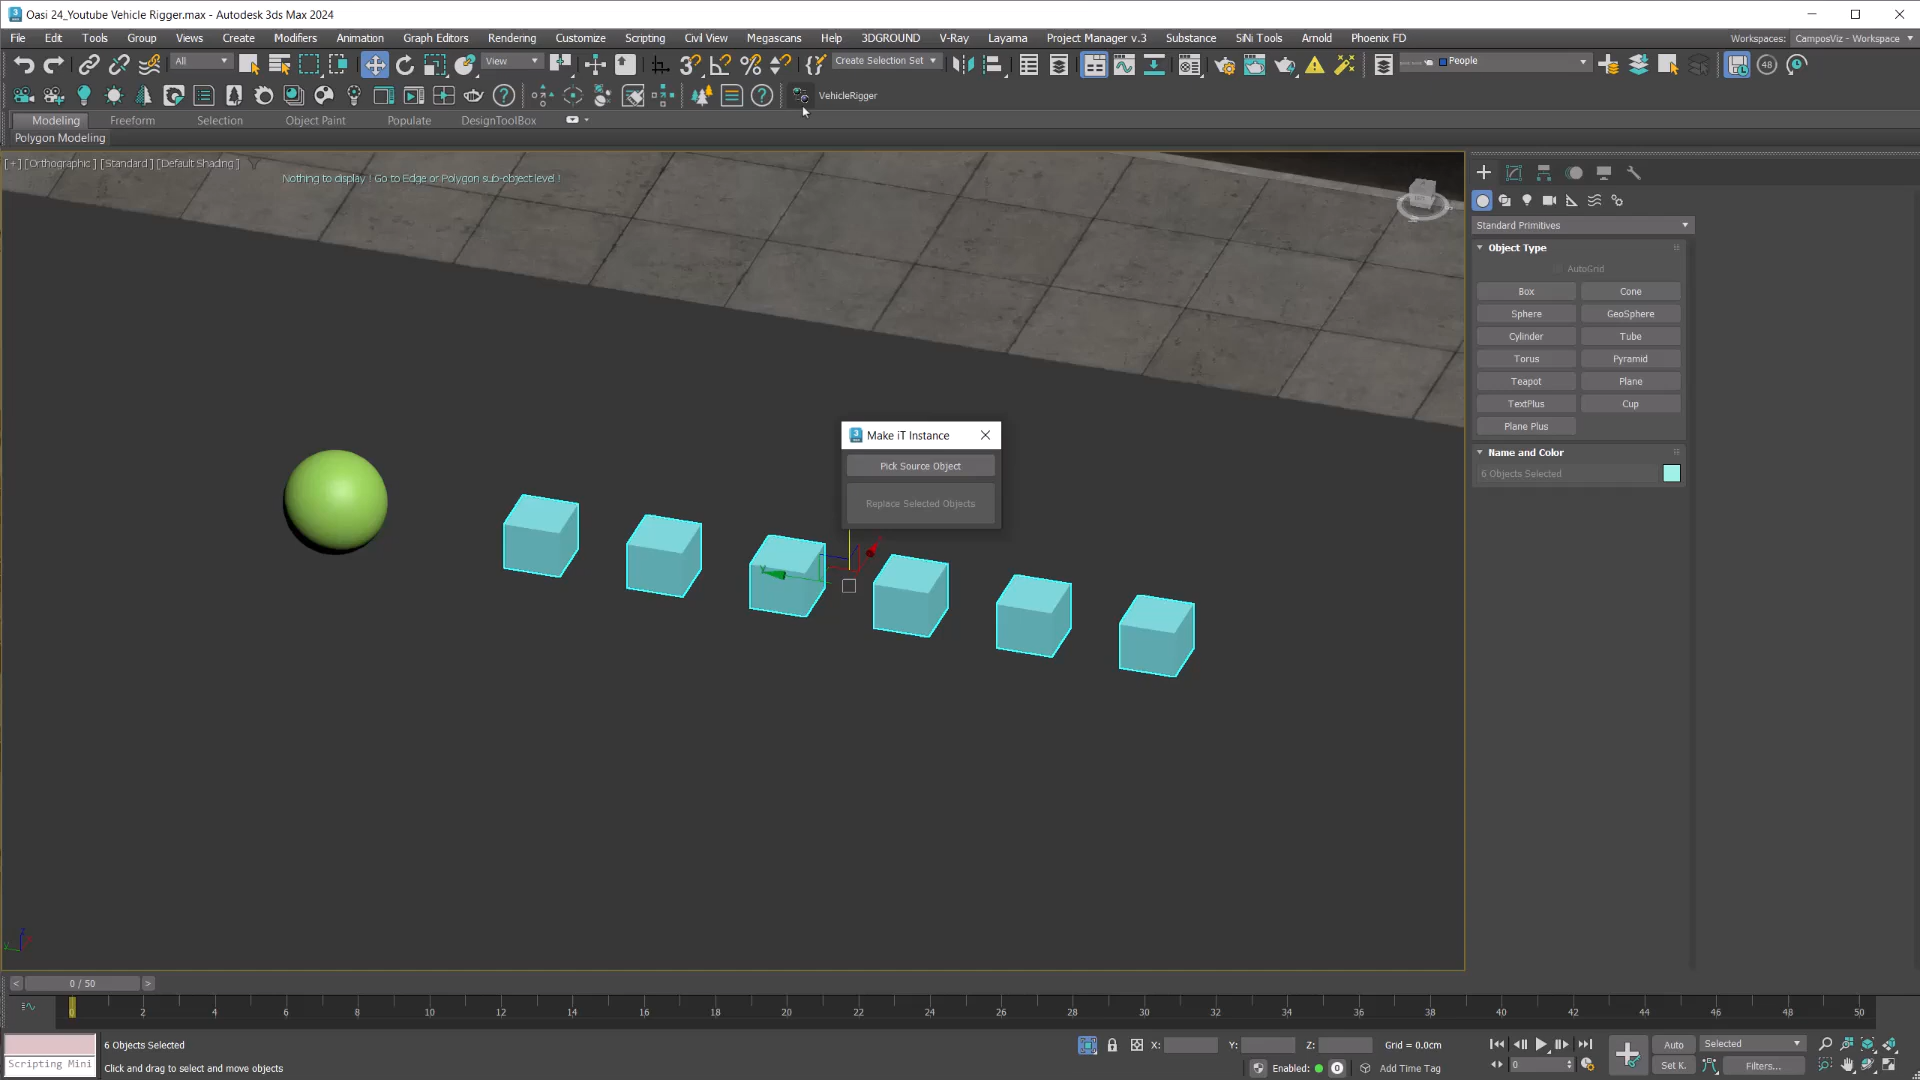 Oasi 24_Youtube Vehicle Rigger.max - Autodesk 3ds Max 2024
File Edit Tools Group Views Create Modifiers Animation Graph Editors Rendering Customize Scripting Civil View Megascans Help 3DGROUND V-Ray Layama Project Manager v.3 Substance SiNi Tools Arnold Phoenix FD
Workspaces: CamposViz - Workspace
All View Create Selection Set People 48
VehicleRigger
Modeling Freeform Selection Object Paint Populate DesignToolBox
Polygon Modeling
[+] [Orthographic] [Standard] [Default Shading]
Nothing to display ! Go to Edge or Polygon sub-object level !
Standard Primitives
Object Type
AutoGrid
Box Cone
Sphere GeoSphere
Cylinder Tube
Torus Pyramid
Teapot Plane
TextPlus Cup
Plane Plus
Name and Color
6 Objects Selected
Make iT Instance
Pick Source Object
Replace Selected Objects
< 0 / 50 >
0 2 4 6 8 10 12 14 16 18 20 22 24 26 28 30 32 34 36 38 40 42 44 46 48 50
Scripting Mini
6 Objects Selected
Click and drag to select and move objects
X: Y: Z: Grid = 0.0cm
Enabled: 0 Add Time Tag
0
Auto Selected
Set K. Filters...